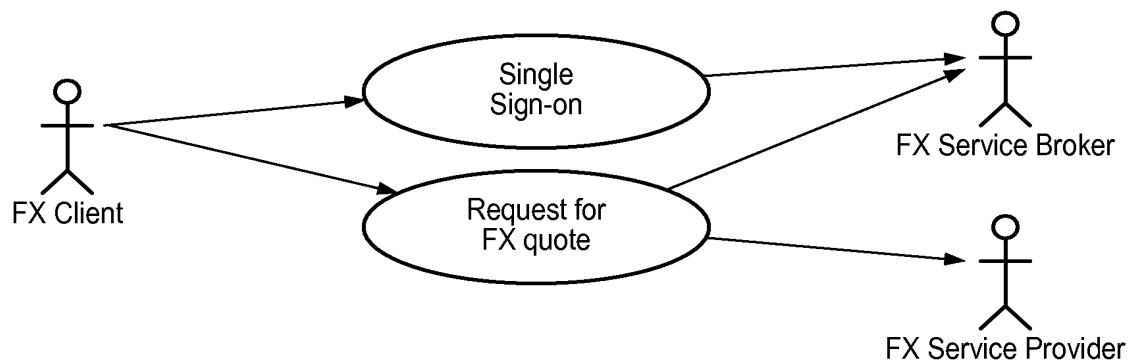 Single
Sign-on
FX Service Broker
FX Client
Request for
FX quote
FX Service Provider